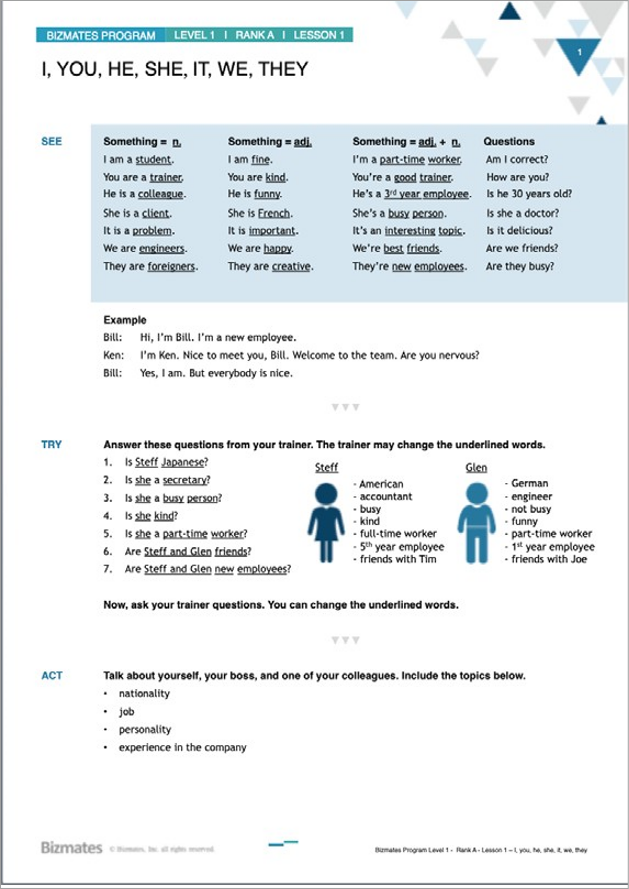 BIZMATES PROGRAM LEVEL 1 I RANK A I LESSON 1
1
I, YOU, HE, SHE, IT, WE, THEY
SEE
Something = n. Something = adj. Something = adj. + n. Questions
I am a student. I am fine. I'm a part-time worker. Am I correct?
You are a trainer. You are kind. You're a good trainer. How are you?
He is a colleague. He is funny. He's a 3rd year employee. Is he 30 years old?
She is a client. She is French. She's a busy person. Is she a doctor?
It is a problem. It is important. It's an interesting topic. Is it delicious?
We are engineers. We are happy. We're best friends. Are we friends?
They are foreigners. They are creative. They're new employees. Are they busy?
Example
Bill: Hi, I'm Bill. I'm a new employee.
Ken: I'm Ken. Nice to meet you, Bill. Welcome to the team. Are you nervous?
Bill: Yes, I am. But everybody is nice.
TRY
Answer these questions from your trainer. The trainer may change the underlined words.
1. Is Steff Japanese?
2. Is she a secretary?
3. Is she a busy person?
4. Is she kind?
5. Is she a part-time worker?
6. Are Steff and Glen friends?
7. Are Steff and Glen new employees?
Steff
- American
- accountant
- busy
- kind
- full-time worker
- 5th year employee
- friends with Tim
Glen
- German
- engineer
- not busy
- funny
- part-time worker
- 1st year employee
- friends with Joe
Now, ask your trainer questions. You can change the underlined words.
ACT
Talk about yourself, your boss, and one of your colleagues. Include the topics below.
• nationality
• job
• personality
• experience in the company
Bizmates © Bizmates, Inc. all rights reserved.
Bizmates Program Level 1 - Rank A - Lesson 1 – I, you, he, she, it, we, they